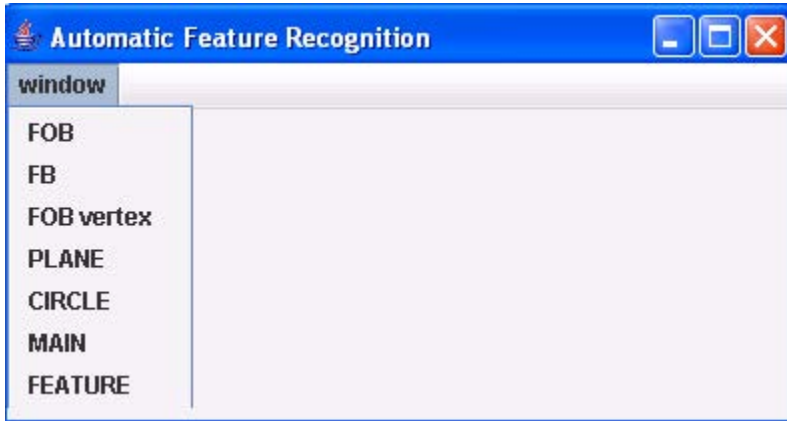 Automatic Feature Recognition
window
FOB
FB
FOB vertex
PLANE
CIRCLE
MAIN
FEATURE